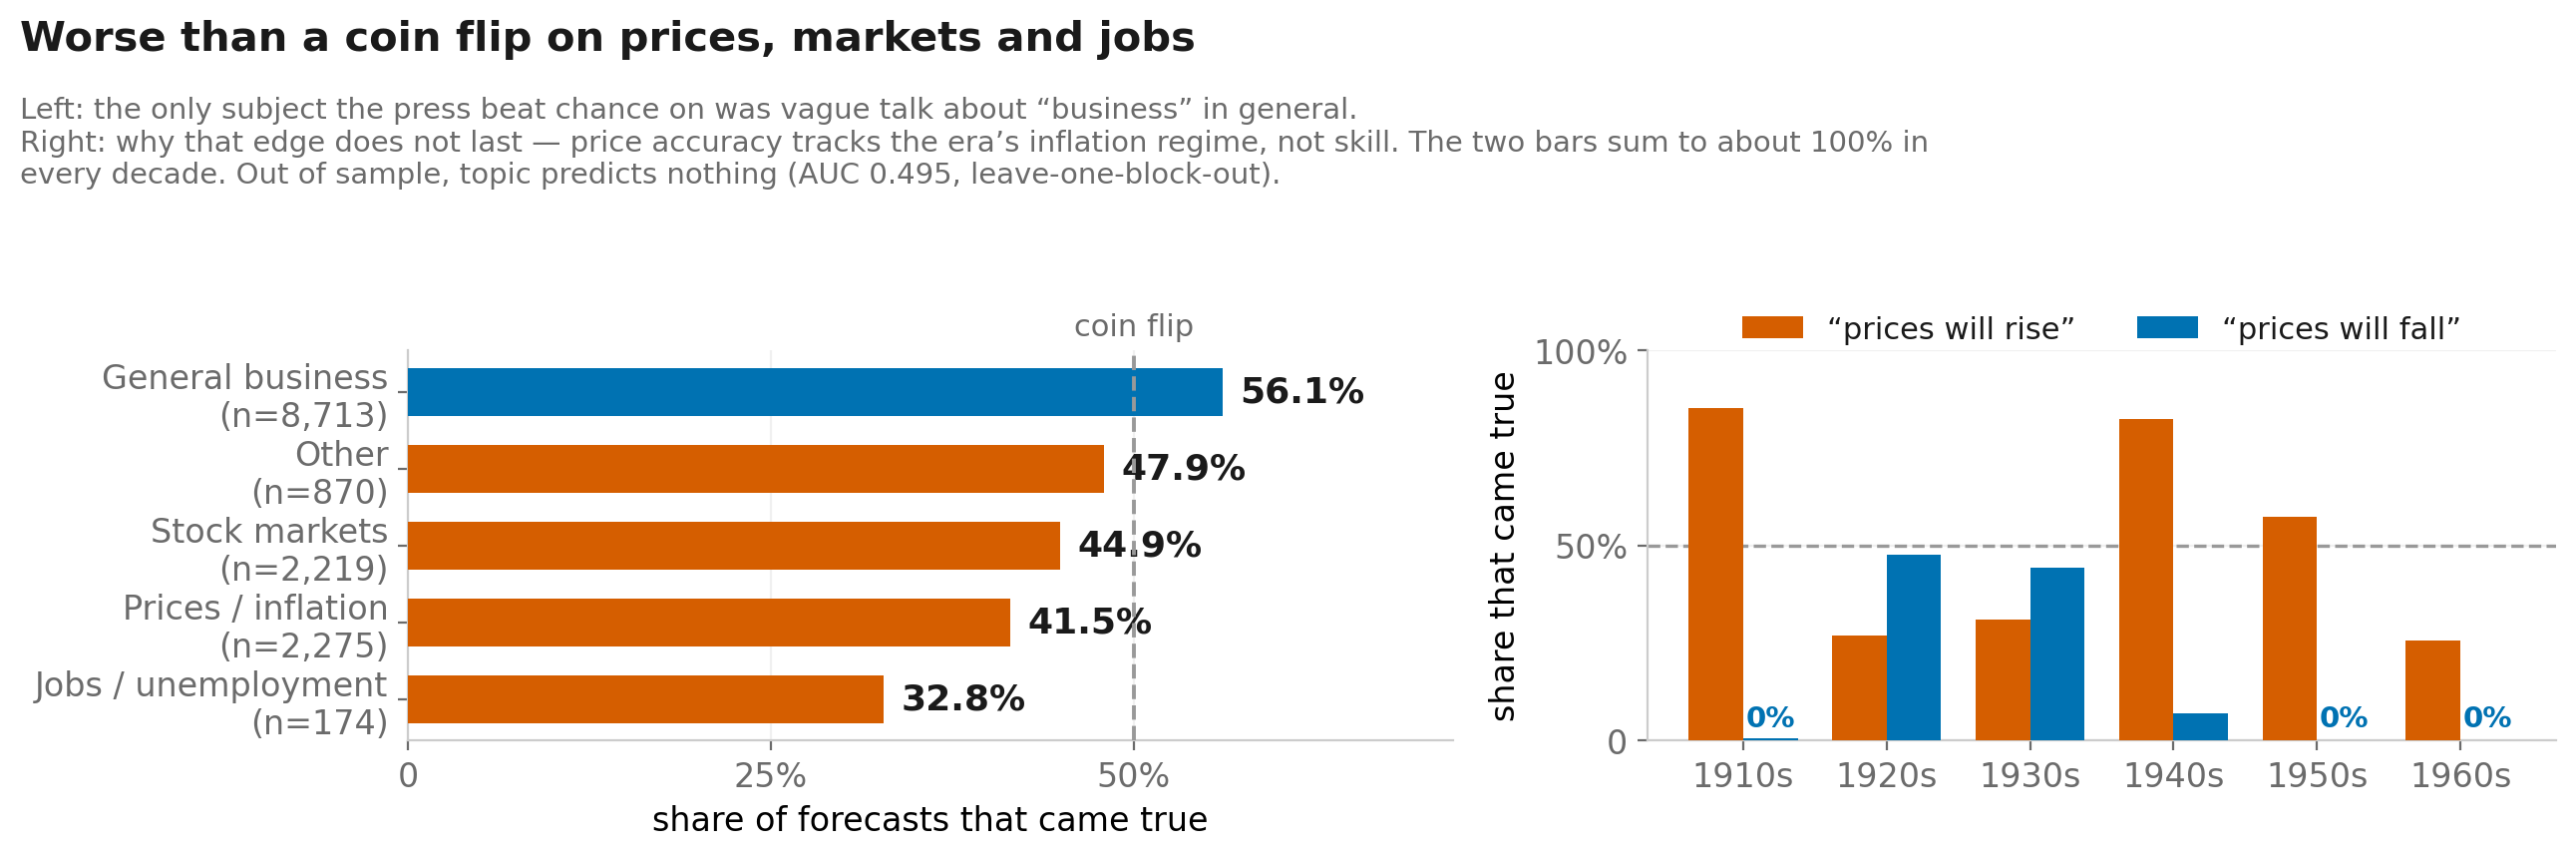 Worse than a coin flip on prices, markets and jobs
Left: the only subject the press beat chance on was vague talk about “business” in general.
Right: why that edge does not last — price accuracy tracks the era’s inflation regime, not skill. The two bars sum to about 100% in
every decade. Out of sample, topic predicts nothing (AUC 0.495, leave-one-block-out).
coin flip
General business
(n=8,713)
56.1%
Other
(n=870)
47.9%
Stock markets
(n=2,219)
44.9%
Prices / inflation
(n=2,275)
41.5%
Jobs / unemployment
(n=174)
32.8%
0
25%
50%
share of forecasts that came true
“prices will rise”
“prices will fall”
share that came true
100%
50%
0
0%
0%
0%
1910s
1920s
1930s
1940s
1950s
1960s